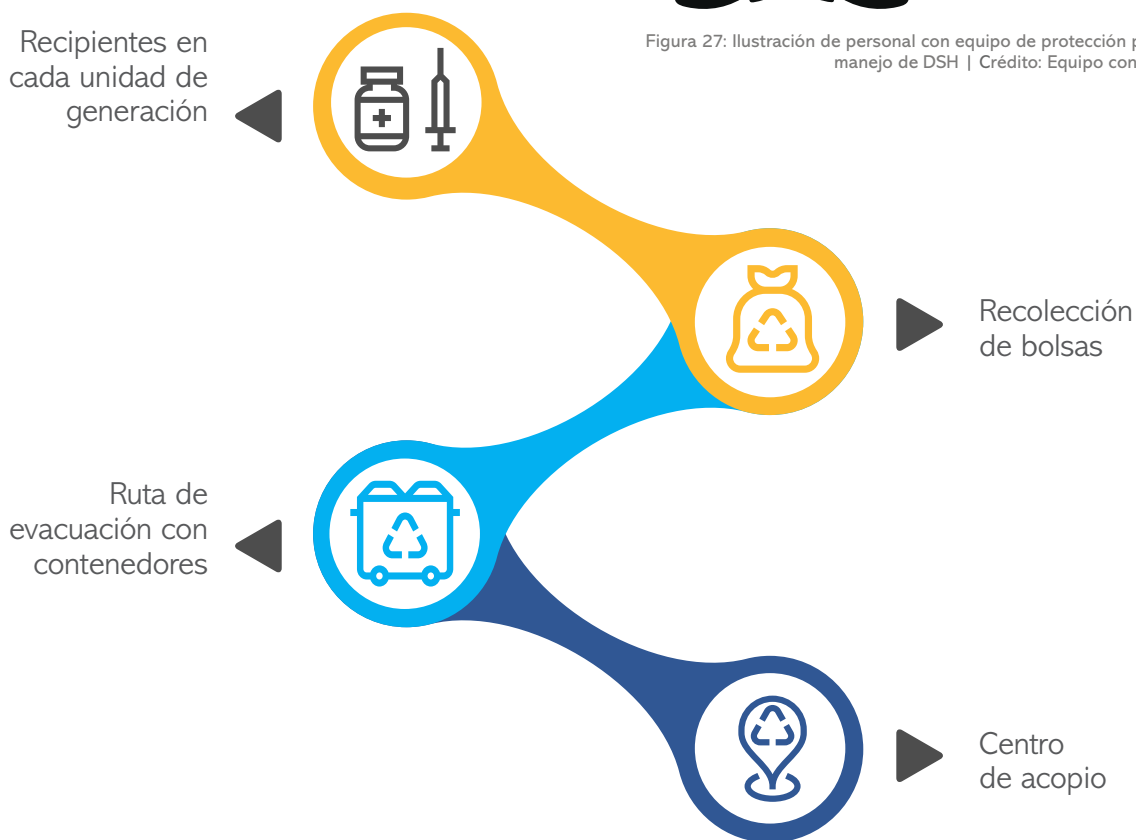 Recipientes en
cada unidad de
generación
Figura 27: Ilustración de personal con equipo de protección
manejo de DSH | Crédito: Equipo
Recolección
de bolsas
Ruta de
evacuación con
contenedores
Centro
de acopio